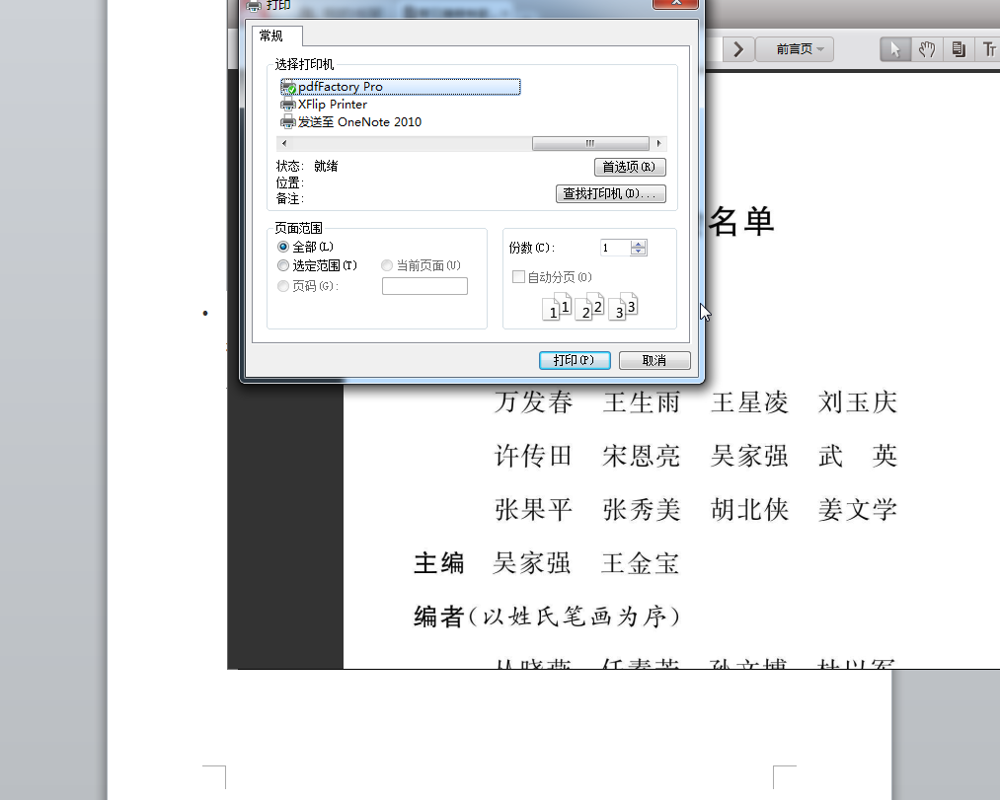 打印
常规
选择打印机
pdfFactory Pro
XFlip Printer
发送至 OneNote 2010
状态: 就绪
首选项(R)
位置:
查找打印机(D)...
备注:
页面范围
全部(L)
选定范围(T) 当前页面(U)
页码(G):
份数(C): 1
自动分页(O)
1 1 2 2 3 3
打印(P) 取消
前言页
名单
万发春 王生雨 王星凌 刘玉庆
许传田 宋恩亮 吴家强 武 英
张果平 张秀美 胡北侠 姜文学
主编 吴家强 王金宝
编者(以姓氏笔画为序)